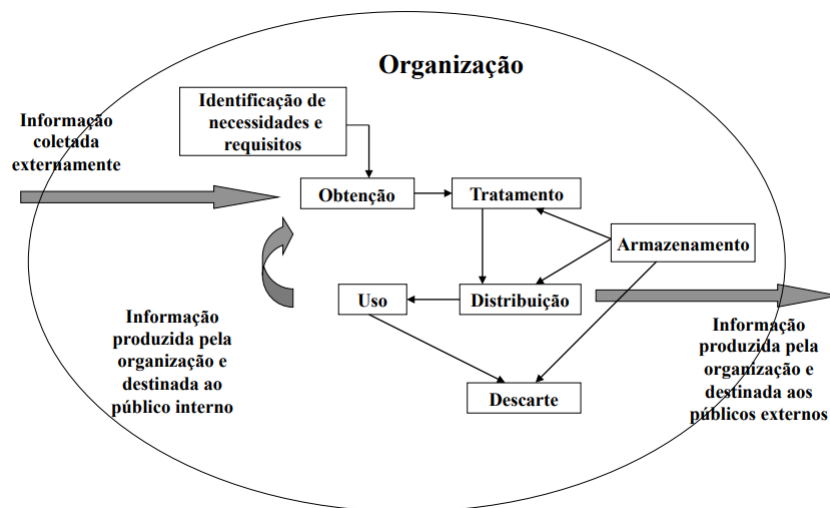 Organização
Identificação de
necessidades e
requisitos
Informação
coletada
externamente
Obtenção
Tratamento
Armazenamento
Uso
Distribuição
Informação
produzida pela
organização e
destinada ao
público interno
Informação
produzida pela
organização e
destinada aos
públicos externos
Descarte